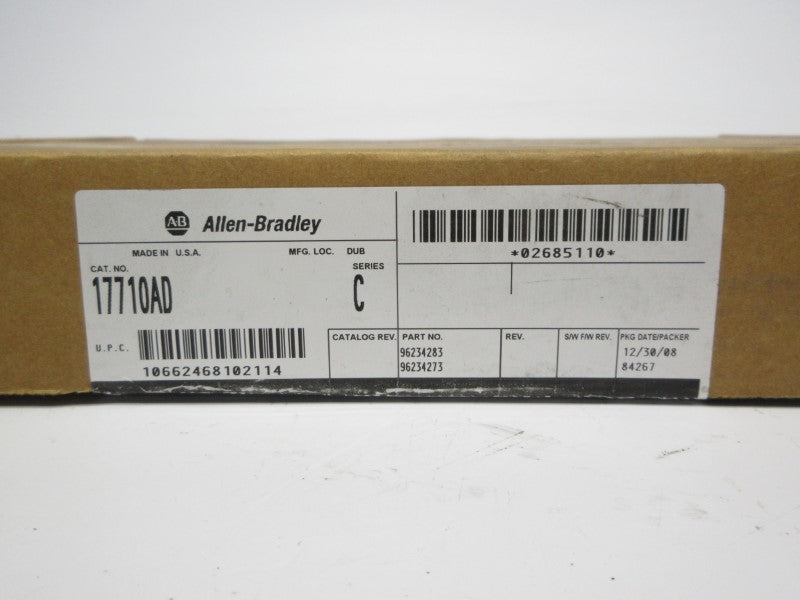 AB Allen-Bradley
MADE IN U.S.A. MFG. LOC. DUB
CAT. NO. SERIES
1771OAD C
U.P.C.
10662468102114
*02685110*
CATALOG REV. PART NO. REV. S/W F/W REV. PKG DATE/PACKER
96234283 12/30/08
96234273 84267